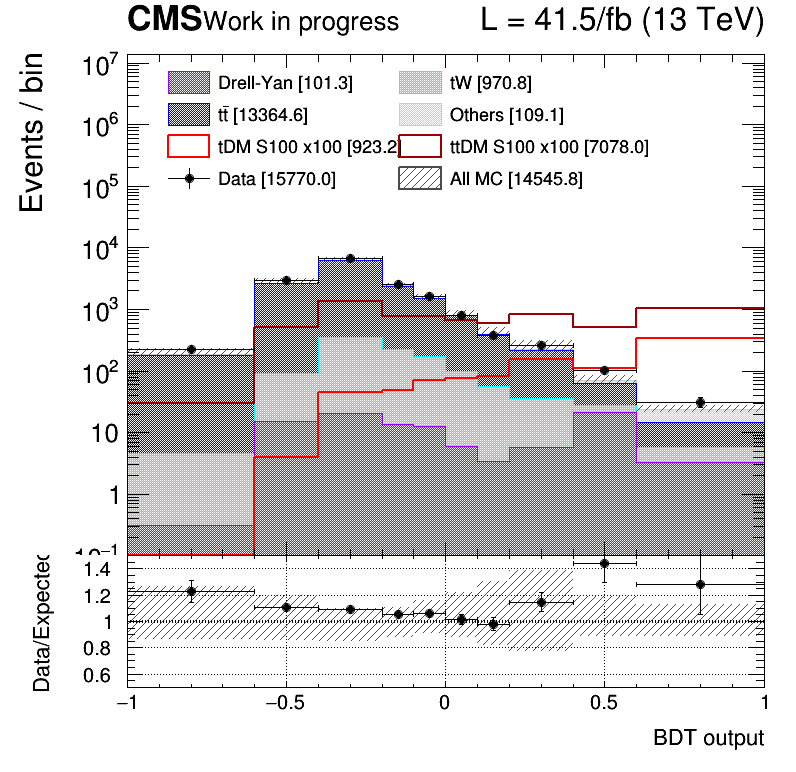 CMS Work in progress L = 41.5/fb (13 TeV)
Events / bin
10⁷
10⁶
10⁵
10⁴
10³
10²
10
1
10⁻¹
Drell-Yan [101.3] tW [970.8]
tt̄ [13364.6] Others [109.1]
tDM S100 x100 [923.2] ttDM S100 x100 [7078.0]
Data [15770.0] All MC [14545.8]
Data/Expected
1.4
1.2
1
0.8
0.6
−1 −0.5 0 0.5 1
BDT output